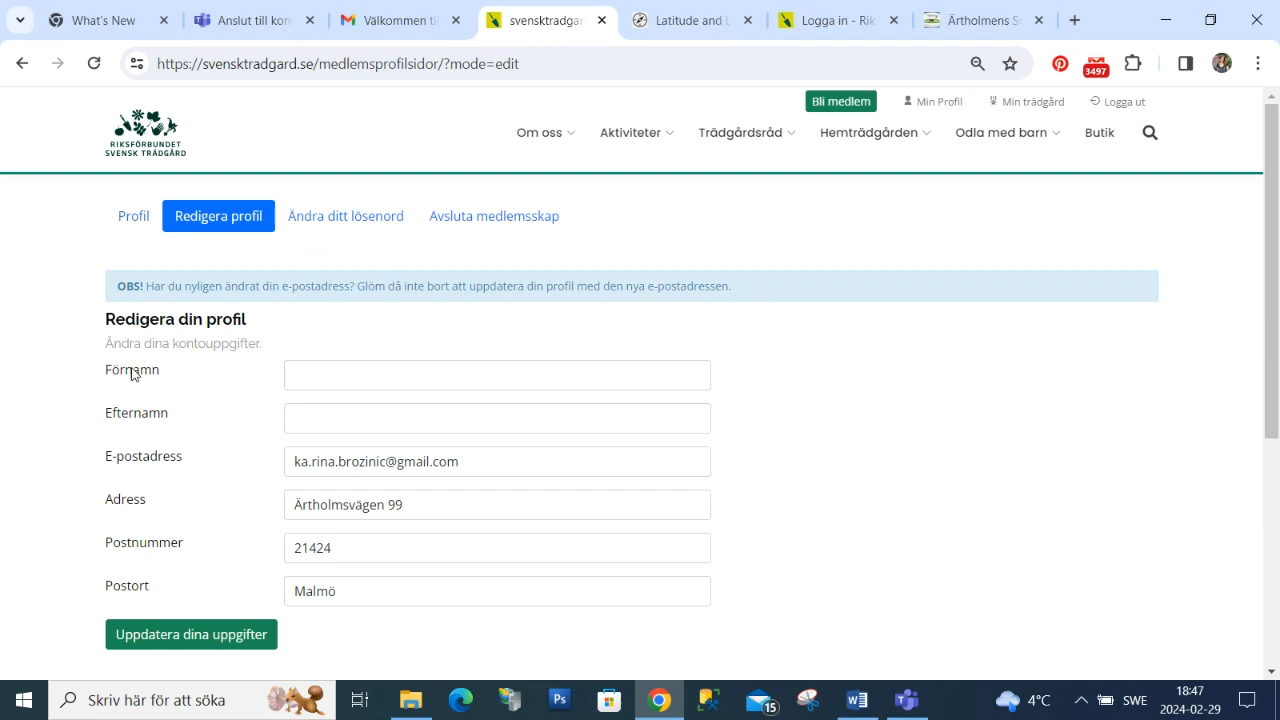 What's New
Anslut till kon
Välkommen ti
svensktradgar
Latitude and L
Logga in - Rik
Ärtholmens S
https://svensktradgard.se/medlemsprofilsidor/?mode=edit
3497
Bli medlem
Min Profil
Min trädgård
Logga ut
RIKSFÖRBUNDET
SVENSK TRÄDGÅRD
Om oss
Aktiviteter
Trädgårdsråd
Hemträdgården
Odla med barn
Butik
Profil
Redigera profil
Ändra ditt lösenord
Avsluta medlemsskap
OBS! Har du nyligen ändrat din e-postadress? Glöm då inte bort att uppdatera din profil med den nya e-postadressen.
Redigera din profil
Ändra dina kontouppgifter.
Förnamn
Efternamn
E-postadress
ka.rina.brozinic@gmail.com
Adress
Ärtholmsvägen 99
Postnummer
21424
Postort
Malmö
Uppdatera dina uppgifter
Skriv här för att söka
Ps
15
4°C
SWE
18:47
2024-02-29